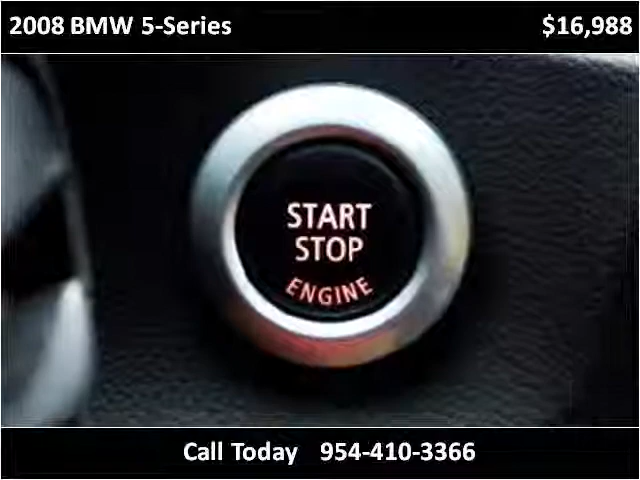 2008 BMW 5-Series $16,988
START
STOP
ENGINE
Call Today 954-410-3366